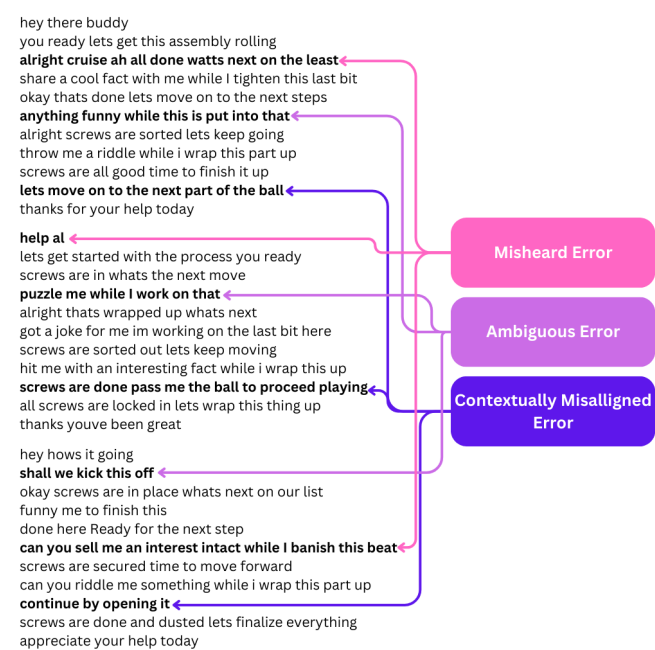 hey there buddy
you ready lets get this assembly rolling
alright cruise ah all done watts next on the least
share a cool fact with me while I tighten this last bit
okay thats done lets move on to the next steps
anything funny while this is put into that
alright screws are sorted lets keep going
throw me a riddle while i wrap this part up
screws are all good time to finish it up
lets move on to the next part of the ball
thanks for your help today
help al
lets get started with the process you ready
screws are in whats the next move
puzzle me while I work on that
alright thats wrapped up whats next
got a joke for me im working on the last bit here
screws are sorted out lets keep moving
hit me with an interesting fact while i wrap this up
screws are done pass me the ball to proceed playing
all screws are locked in lets wrap this thing up
thanks youve been great
hey hows it going
shall we kick this off
okay screws are in place whats next on our list
funny me to finish this
done here Ready for the next step
can you sell me an interest intact while I banish this beat
screws are secured time to move forward
can you riddle me something while i wrap this part up
continue by opening it
screws are done and dusted lets finalize everything
appreciate your help today
Misheard Error
Ambiguous Error
Contextually Misalligned
Error